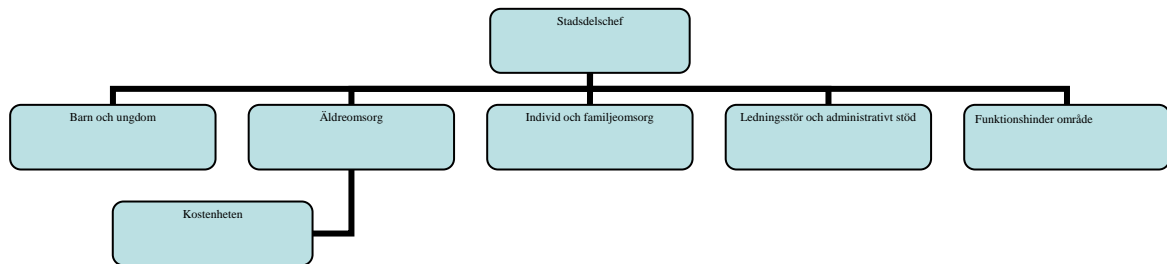 Stadsdelschef
Barn och ungdom
Äldreomsorg
Individ och familjeomsorg
Ledningsstör och administrativt stöd
Funktionshinder område
Kostenheten